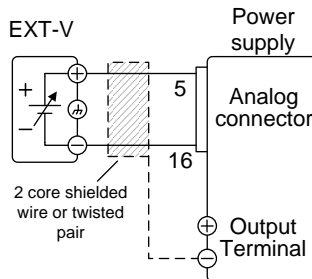 EXT-V
Power
supply
+
−
+
−
5
16
Analog
connector
2 core shielded
wire or twisted
pair
+
Output
Terminal
−